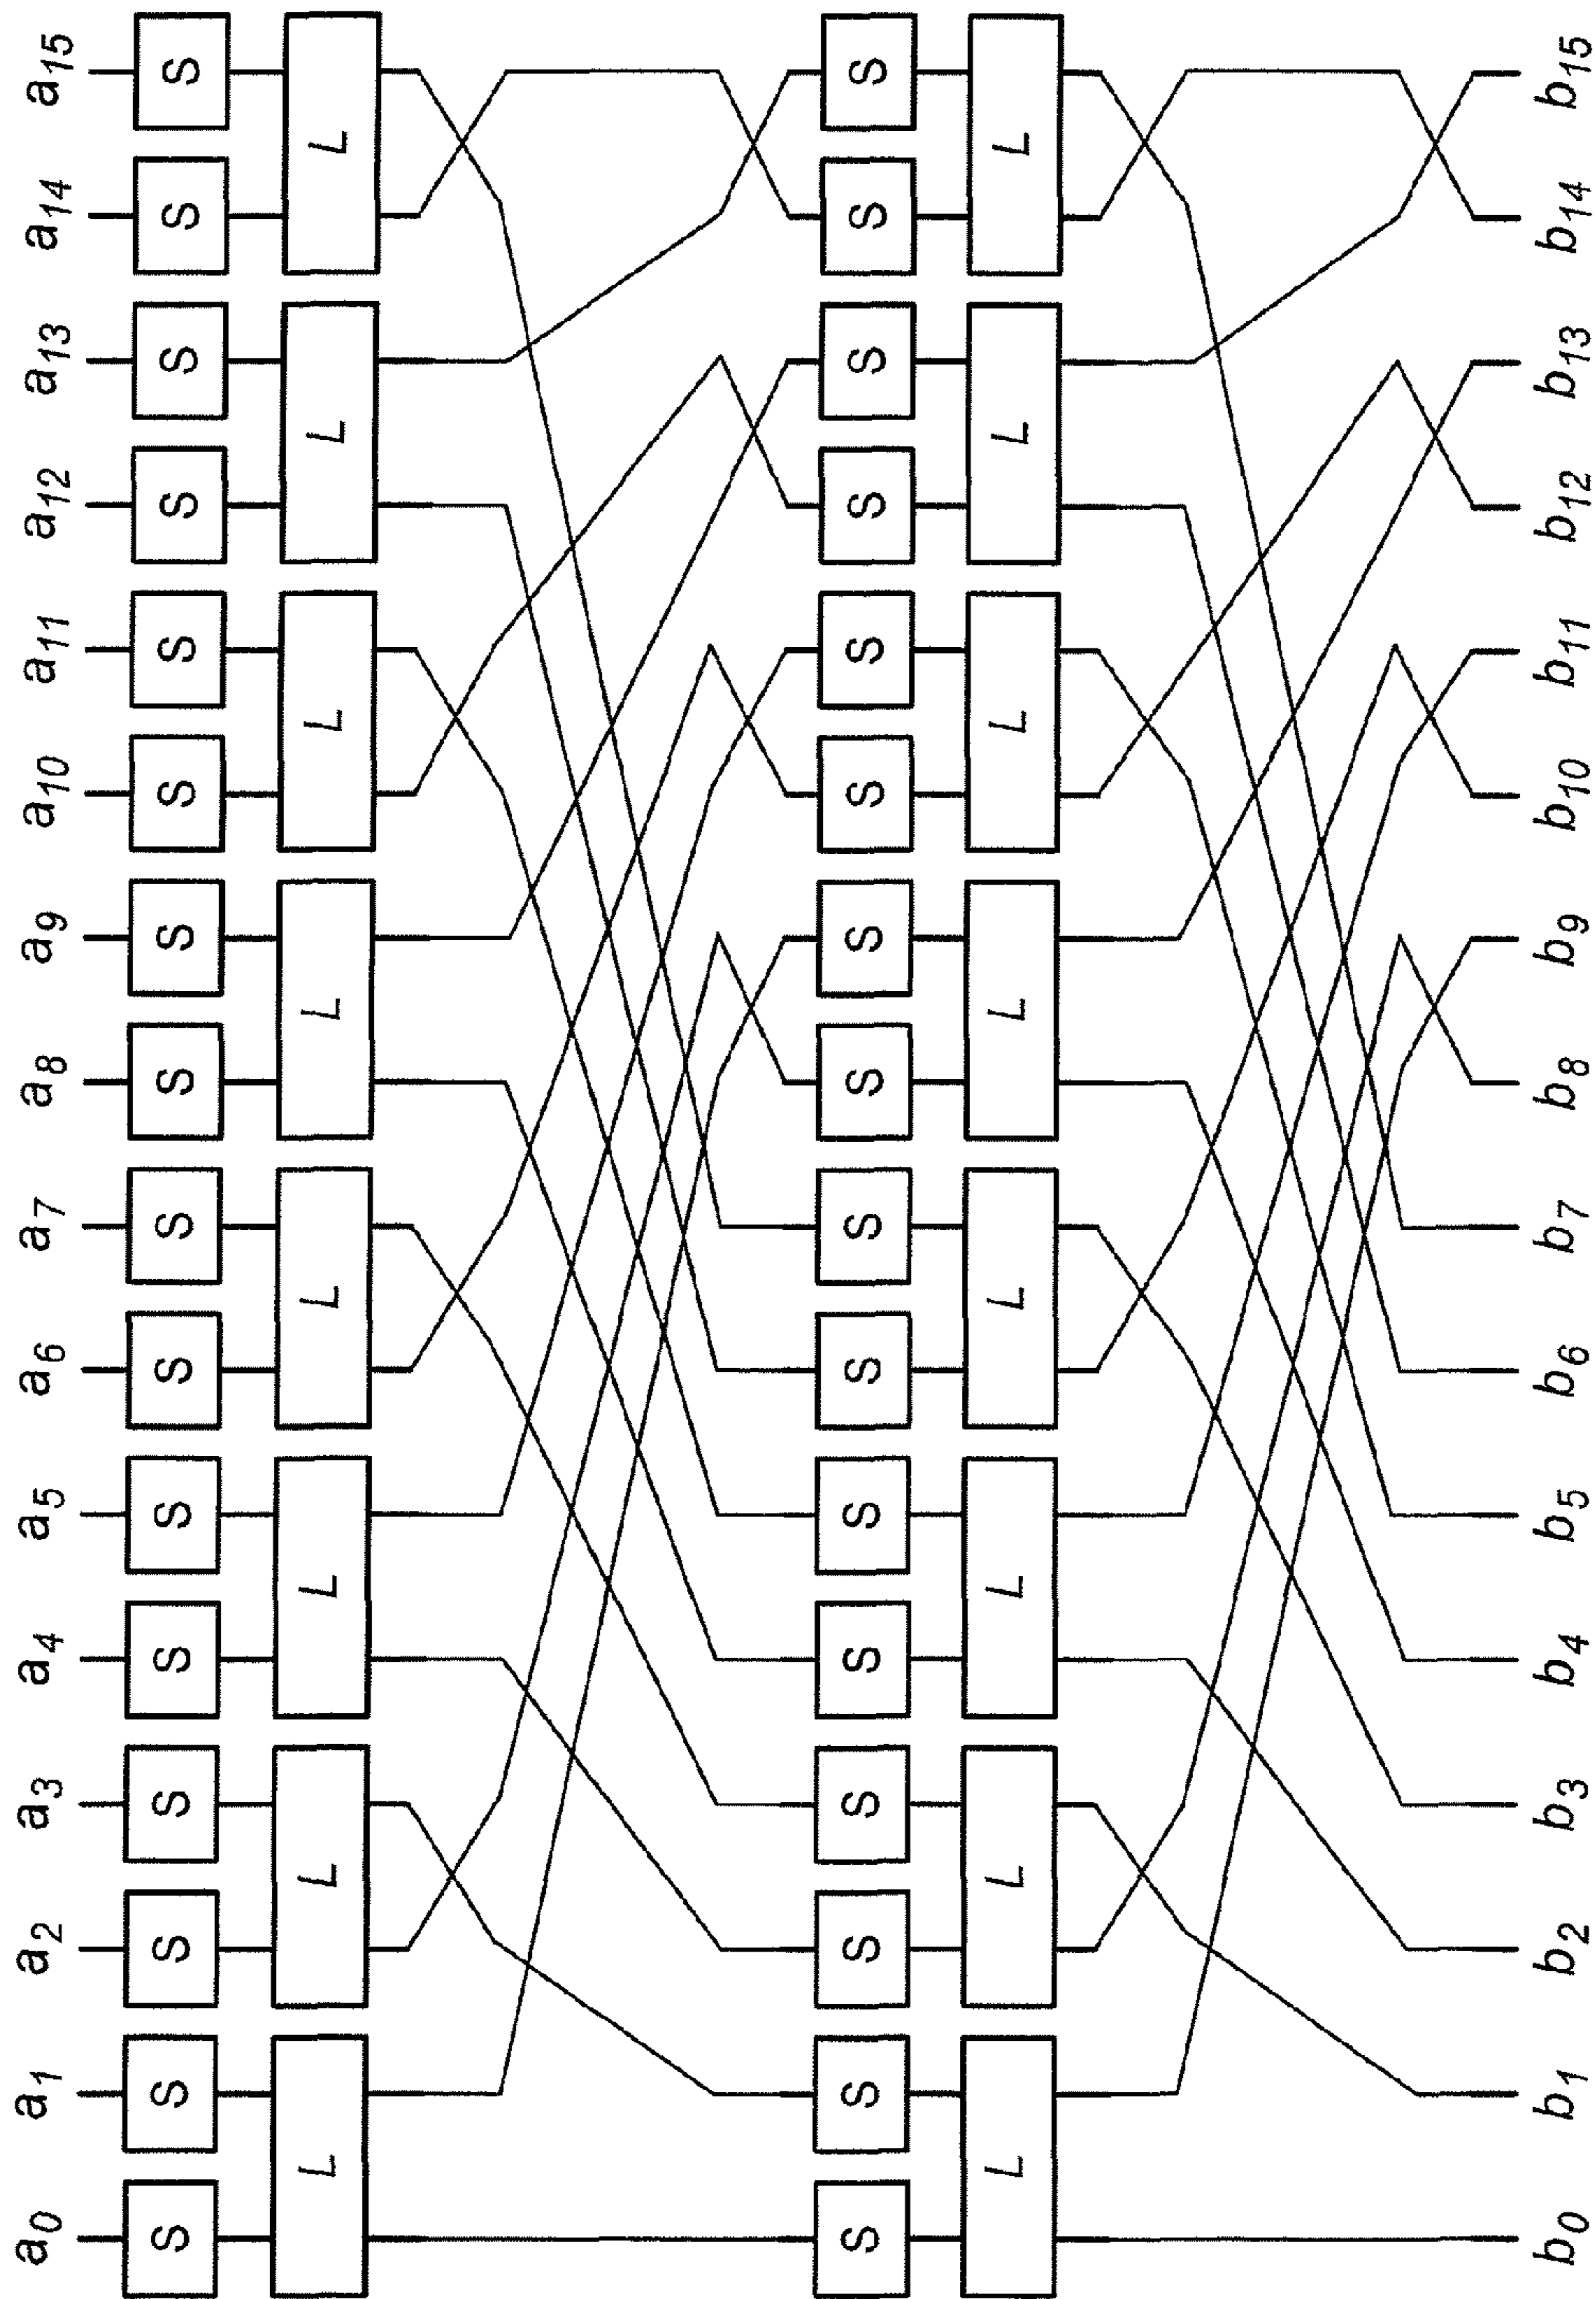 a0 a1 a2 a3 a4 a5 a6 a7 a8 a9 a10 a11 a12 a13 a14 a15
S S S S S S S S S S S S S S S S
L L L L L L L L
S S S S S S S S S S S S S S S S
L L L L L L L L
b0 b1 b2 b3 b4 b5 b6 b7 b8 b9 b10 b11 b12 b13 b14 b15